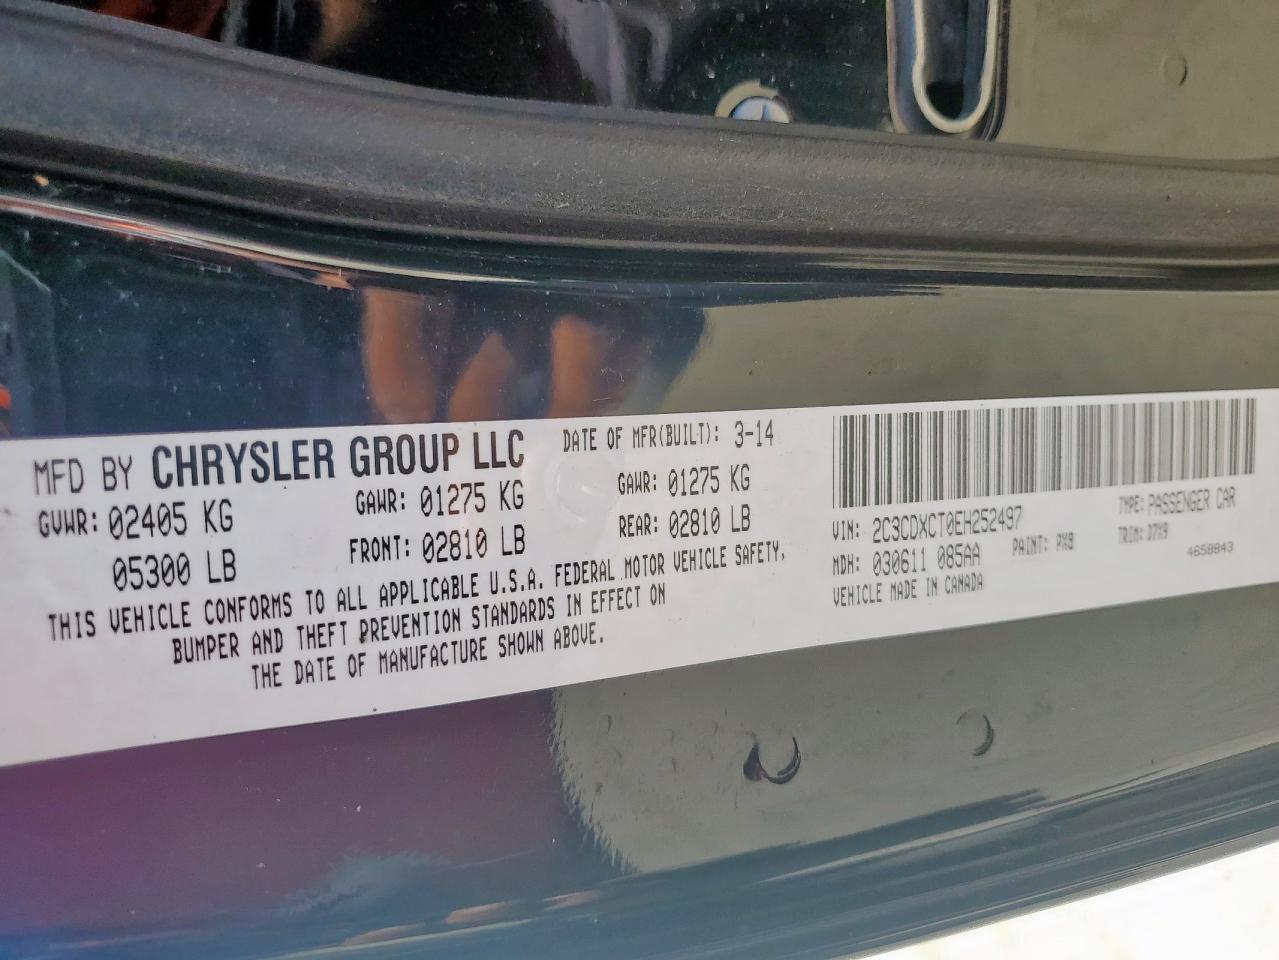 MFD BY CHRYSLER GROUP LLC DATE OF MFR(BUILT): 3-14
GVWR: 02405 KG GAWR: 01275 KG GAWR: 01275 KG
05300 LB FRONT: 02810 LB REAR: 02810 LB
THIS VEHICLE CONFORMS TO ALL APPLICABLE U.S.A. FEDERAL MOTOR VEHICLE SAFETY,
BUMPER AND THEFT PREVENTION STANDARDS IN EFFECT ON
THE DATE OF MANUFACTURE SHOWN ABOVE.
VIN: 2C3CDXCT0EH252497 TYPE: PASSENGER CAR
MDH: 030611 085AA PAINT: PX8 TRIM: D7X9
VEHICLE MADE IN CANADA 4658843